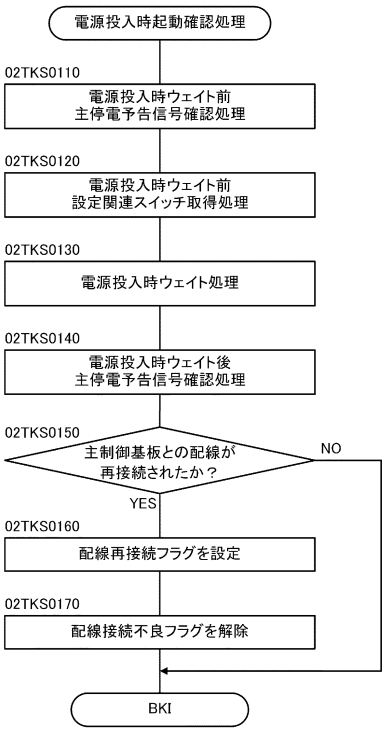 電源投入時起動確認処理
02TKS0110
電源投入時ウェイト前
主停電予告信号確認処理
02TKS0120
電源投入時ウェイト前
設定関連スイッチ取得処理
02TKS0130
電源投入時ウェイト処理
02TKS0140
電源投入時ウェイト後
主停電予告信号確認処理
02TKS0150
主制御基板との配線が
再接続されたか？
NO
YES
02TKS0160
配線再接続フラグを設定
02TKS0170
配線接続不良フラグを解除
BKI